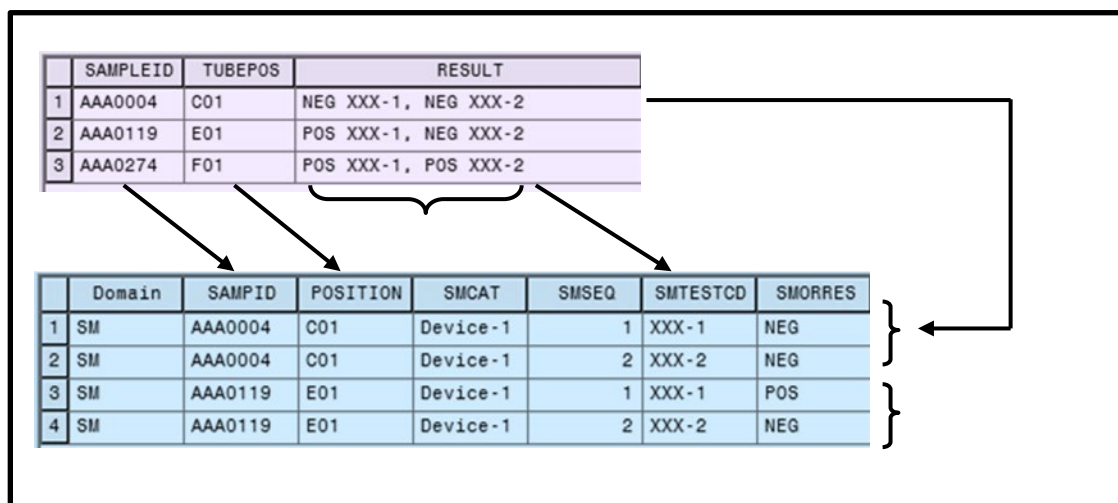 SAMPLEID TUBEPOS RESULT
1 AAA0004 C01 NEG XXX-1, NEG XXX-2
2 AAA0119 E01 POS XXX-1, NEG XXX-2
3 AAA0274 F01 POS XXX-1, POS XXX-2
Domain SAMPID POSITION SMCAT SMSEQ SMTESTCD SMORRES
1 SM AAA0004 C01 Device-1 1 XXX-1 NEG
2 SM AAA0004 C01 Device-1 2 XXX-2 NEG
3 SM AAA0119 E01 Device-1 1 XXX-1 POS
4 SM AAA0119 E01 Device-1 2 XXX-2 NEG